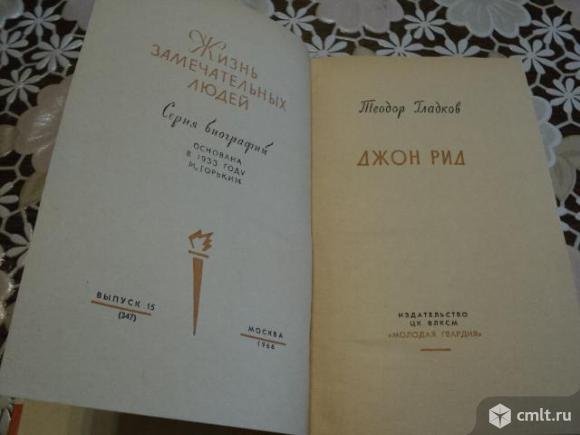 Жизнь
ЗАМЕЧАТЕЛЬНЫХ
ЛЮДЕЙ
Серия биографий
ОСНОВАНА
В 1933 ГОДУ
М. ГОРЬКИМ
ВЫПУСК 15
(347)
МОСКВА
1966
Теодор Гладков
ДЖОН РИД
ИЗДАТЕЛЬСТВО
ЦК ВЛКСМ
«МОЛОДАЯ ГВАРДИЯ»
cmlt.ru